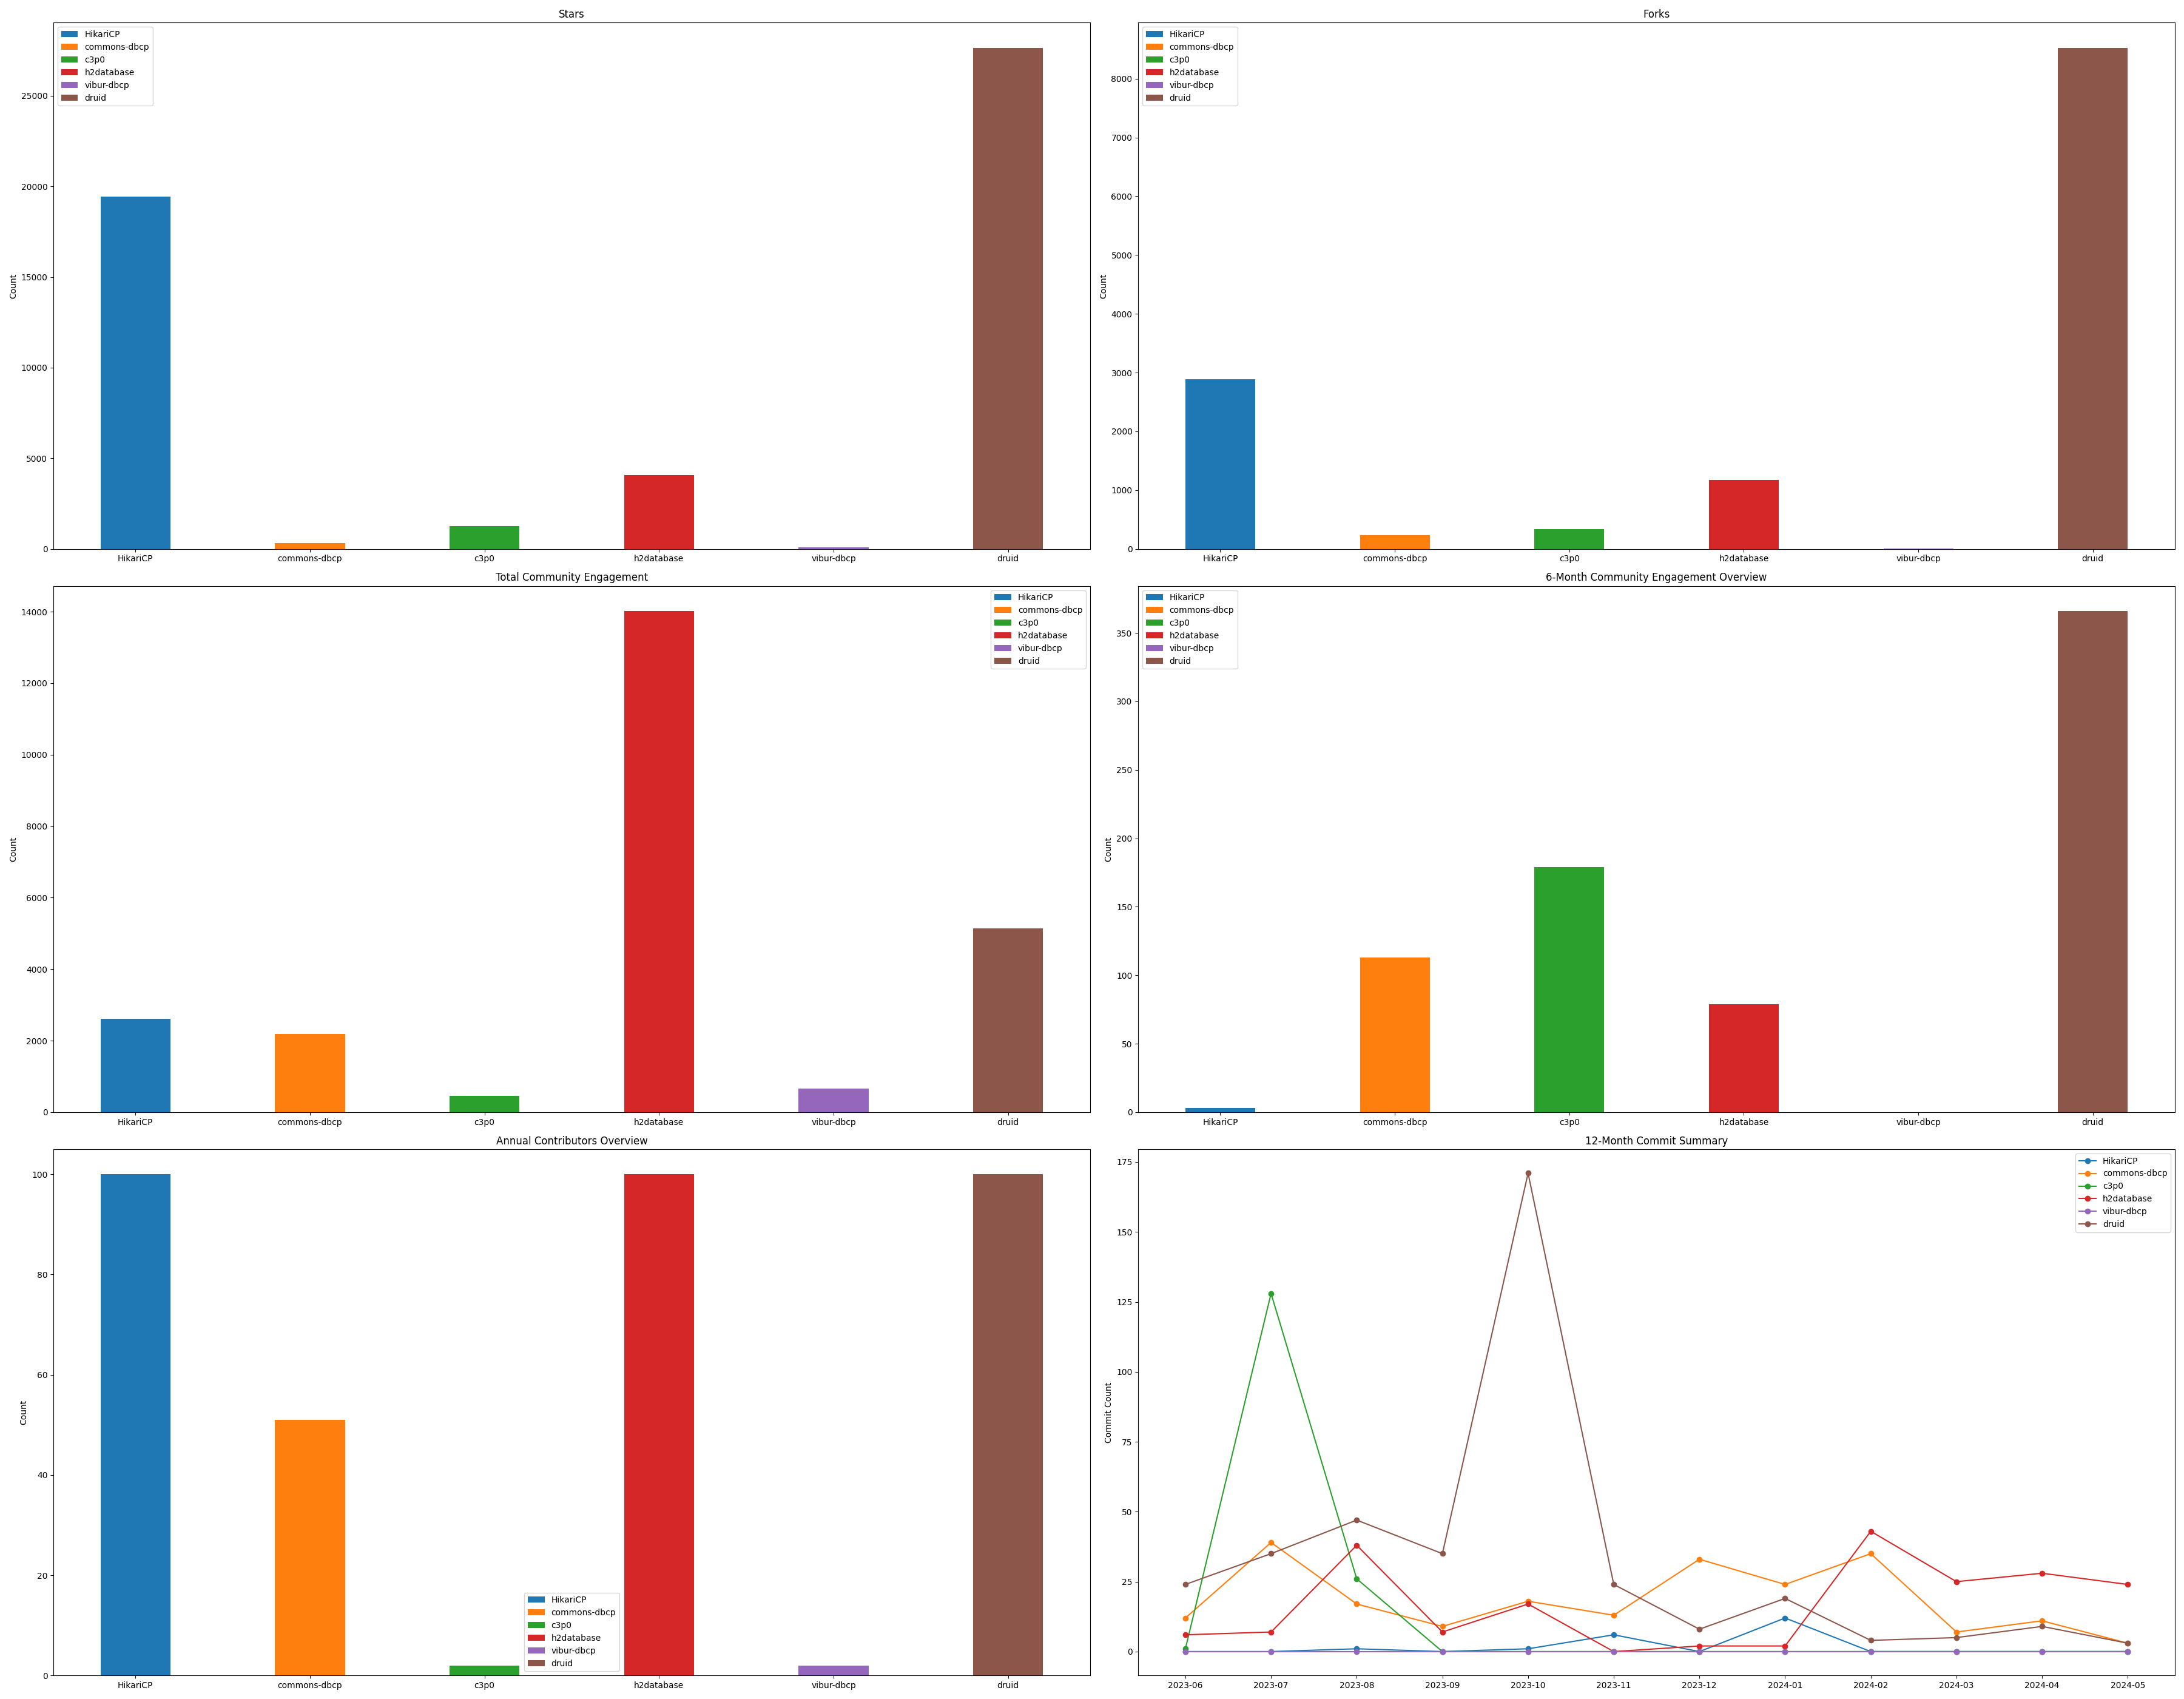 Stars
HikariCP
commons-dbcp
c3p0
h2database
vibur-dbcp
druid
25000
20000
15000
10000
5000
0
Count
HikariCP commons-dbcp c3p0 h2database vibur-dbcp druid
Forks
HikariCP
commons-dbcp
c3p0
h2database
vibur-dbcp
druid
8000
7000
6000
5000
4000
3000
2000
1000
0
Count
HikariCP commons-dbcp c3p0 h2database vibur-dbcp druid
Total Community Engagement
HikariCP
commons-dbcp
c3p0
h2database
vibur-dbcp
druid
14000
12000
10000
8000
6000
4000
2000
0
Count
HikariCP commons-dbcp c3p0 h2database vibur-dbcp druid
6-Month Community Engagement Overview
HikariCP
commons-dbcp
c3p0
h2database
vibur-dbcp
druid
350
300
250
200
150
100
50
0
Count
HikariCP commons-dbcp c3p0 h2database vibur-dbcp druid
Annual Contributors Overview
100
80
60
40
20
0
Count
HikariCP
commons-dbcp
c3p0
h2database
vibur-dbcp
druid
HikariCP commons-dbcp c3p0 h2database vibur-dbcp druid
12-Month Commit Summary
HikariCP
commons-dbcp
c3p0
h2database
vibur-dbcp
druid
175
150
125
100
75
50
25
0
Commit Count
2023-06 2023-07 2023-08 2023-09 2023-10 2023-11 2023-12 2024-01 2024-02 2024-03 2024-04 2024-05